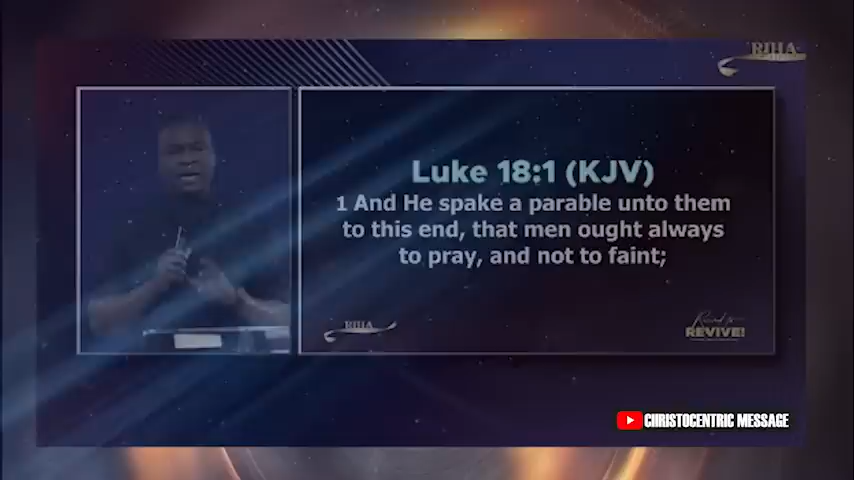 RIHA
Luke 18:1 (KJV)
1 And He spake a parable unto them
to this end, that men ought always
to pray, and not to faint;
RIHA
REVIVE!
CHRISTOCENTRIC MESSAGE